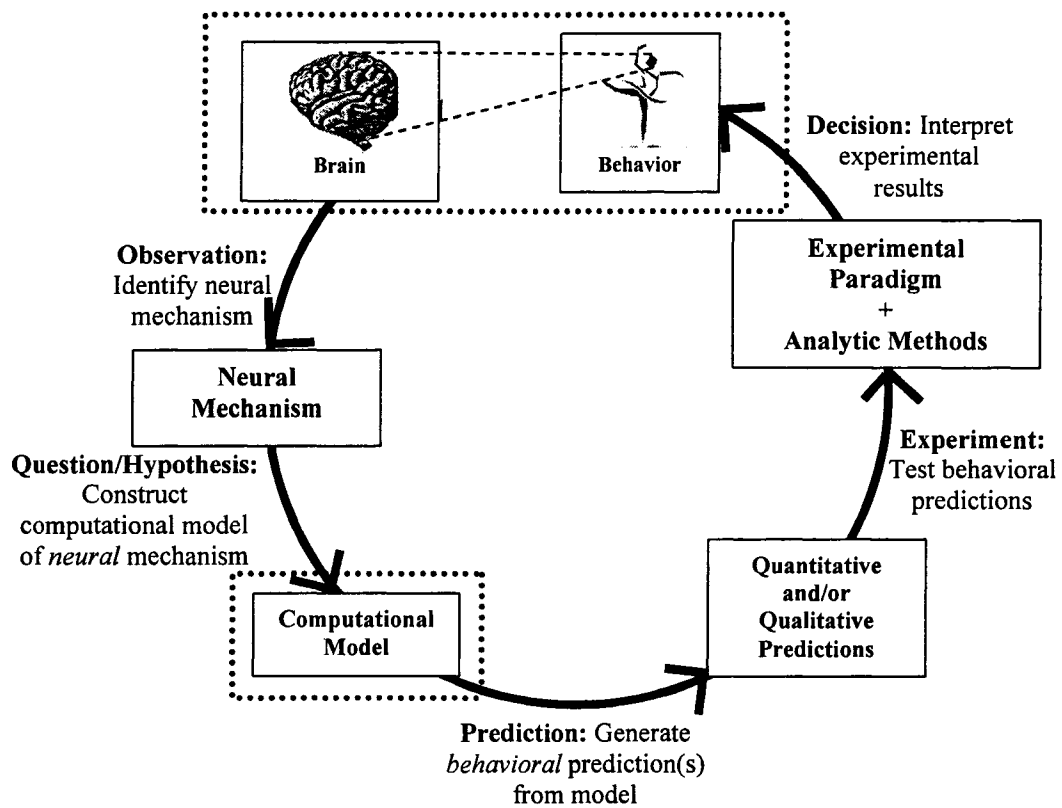 Brain
Behavior
Decision: Interpret
experimental
results
Observation:
Identify neural
mechanism
Experimental
Paradigm
+
Analytic Methods
Neural
Mechanism
Experiment:
Test behavioral
predictions
Question/Hypothesis:
Construct
computational model
of neural mechanism
Quantitative
and/or
Qualitative
Predictions
Computational
Model
Prediction: Generate
behavioral prediction(s)
from model